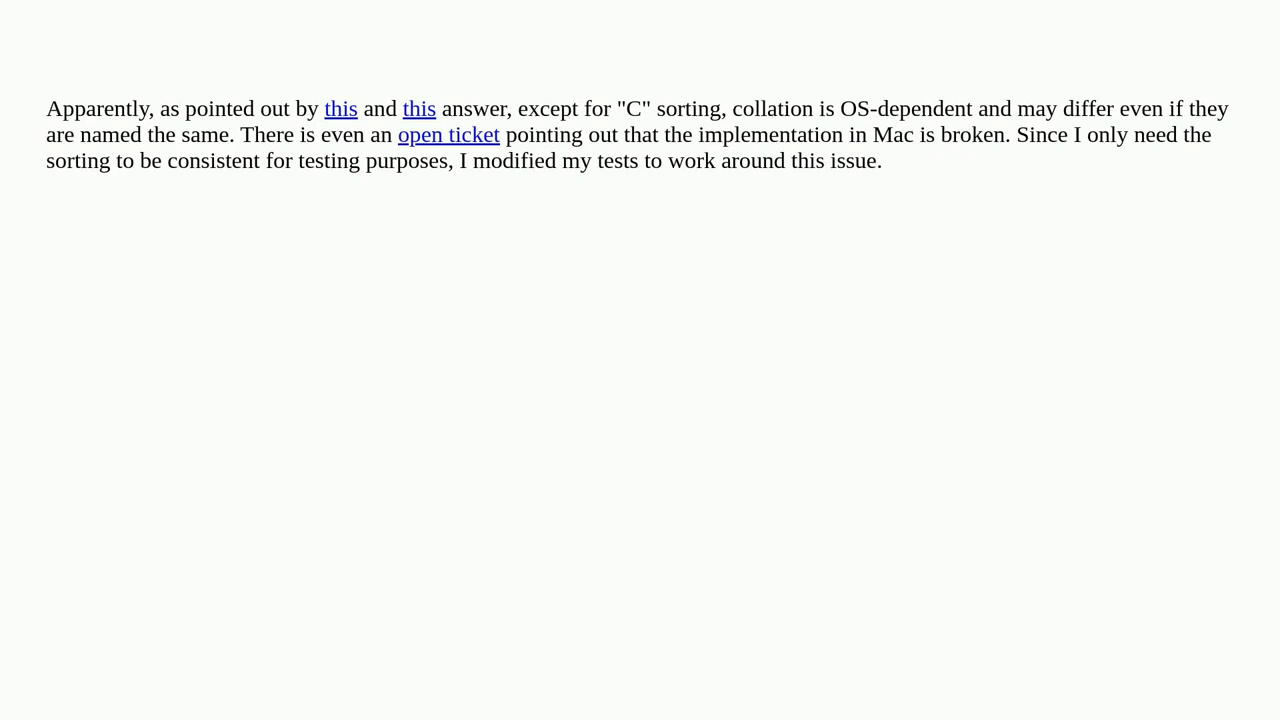 Apparently, as pointed out by this and this answer, except for "C" sorting, collation is OS-dependent and may differ even if they
are named the same. There is even an open ticket pointing out that the implementation in Mac is broken. Since I only need the
sorting to be consistent for testing purposes, I modified my tests to work around this issue.